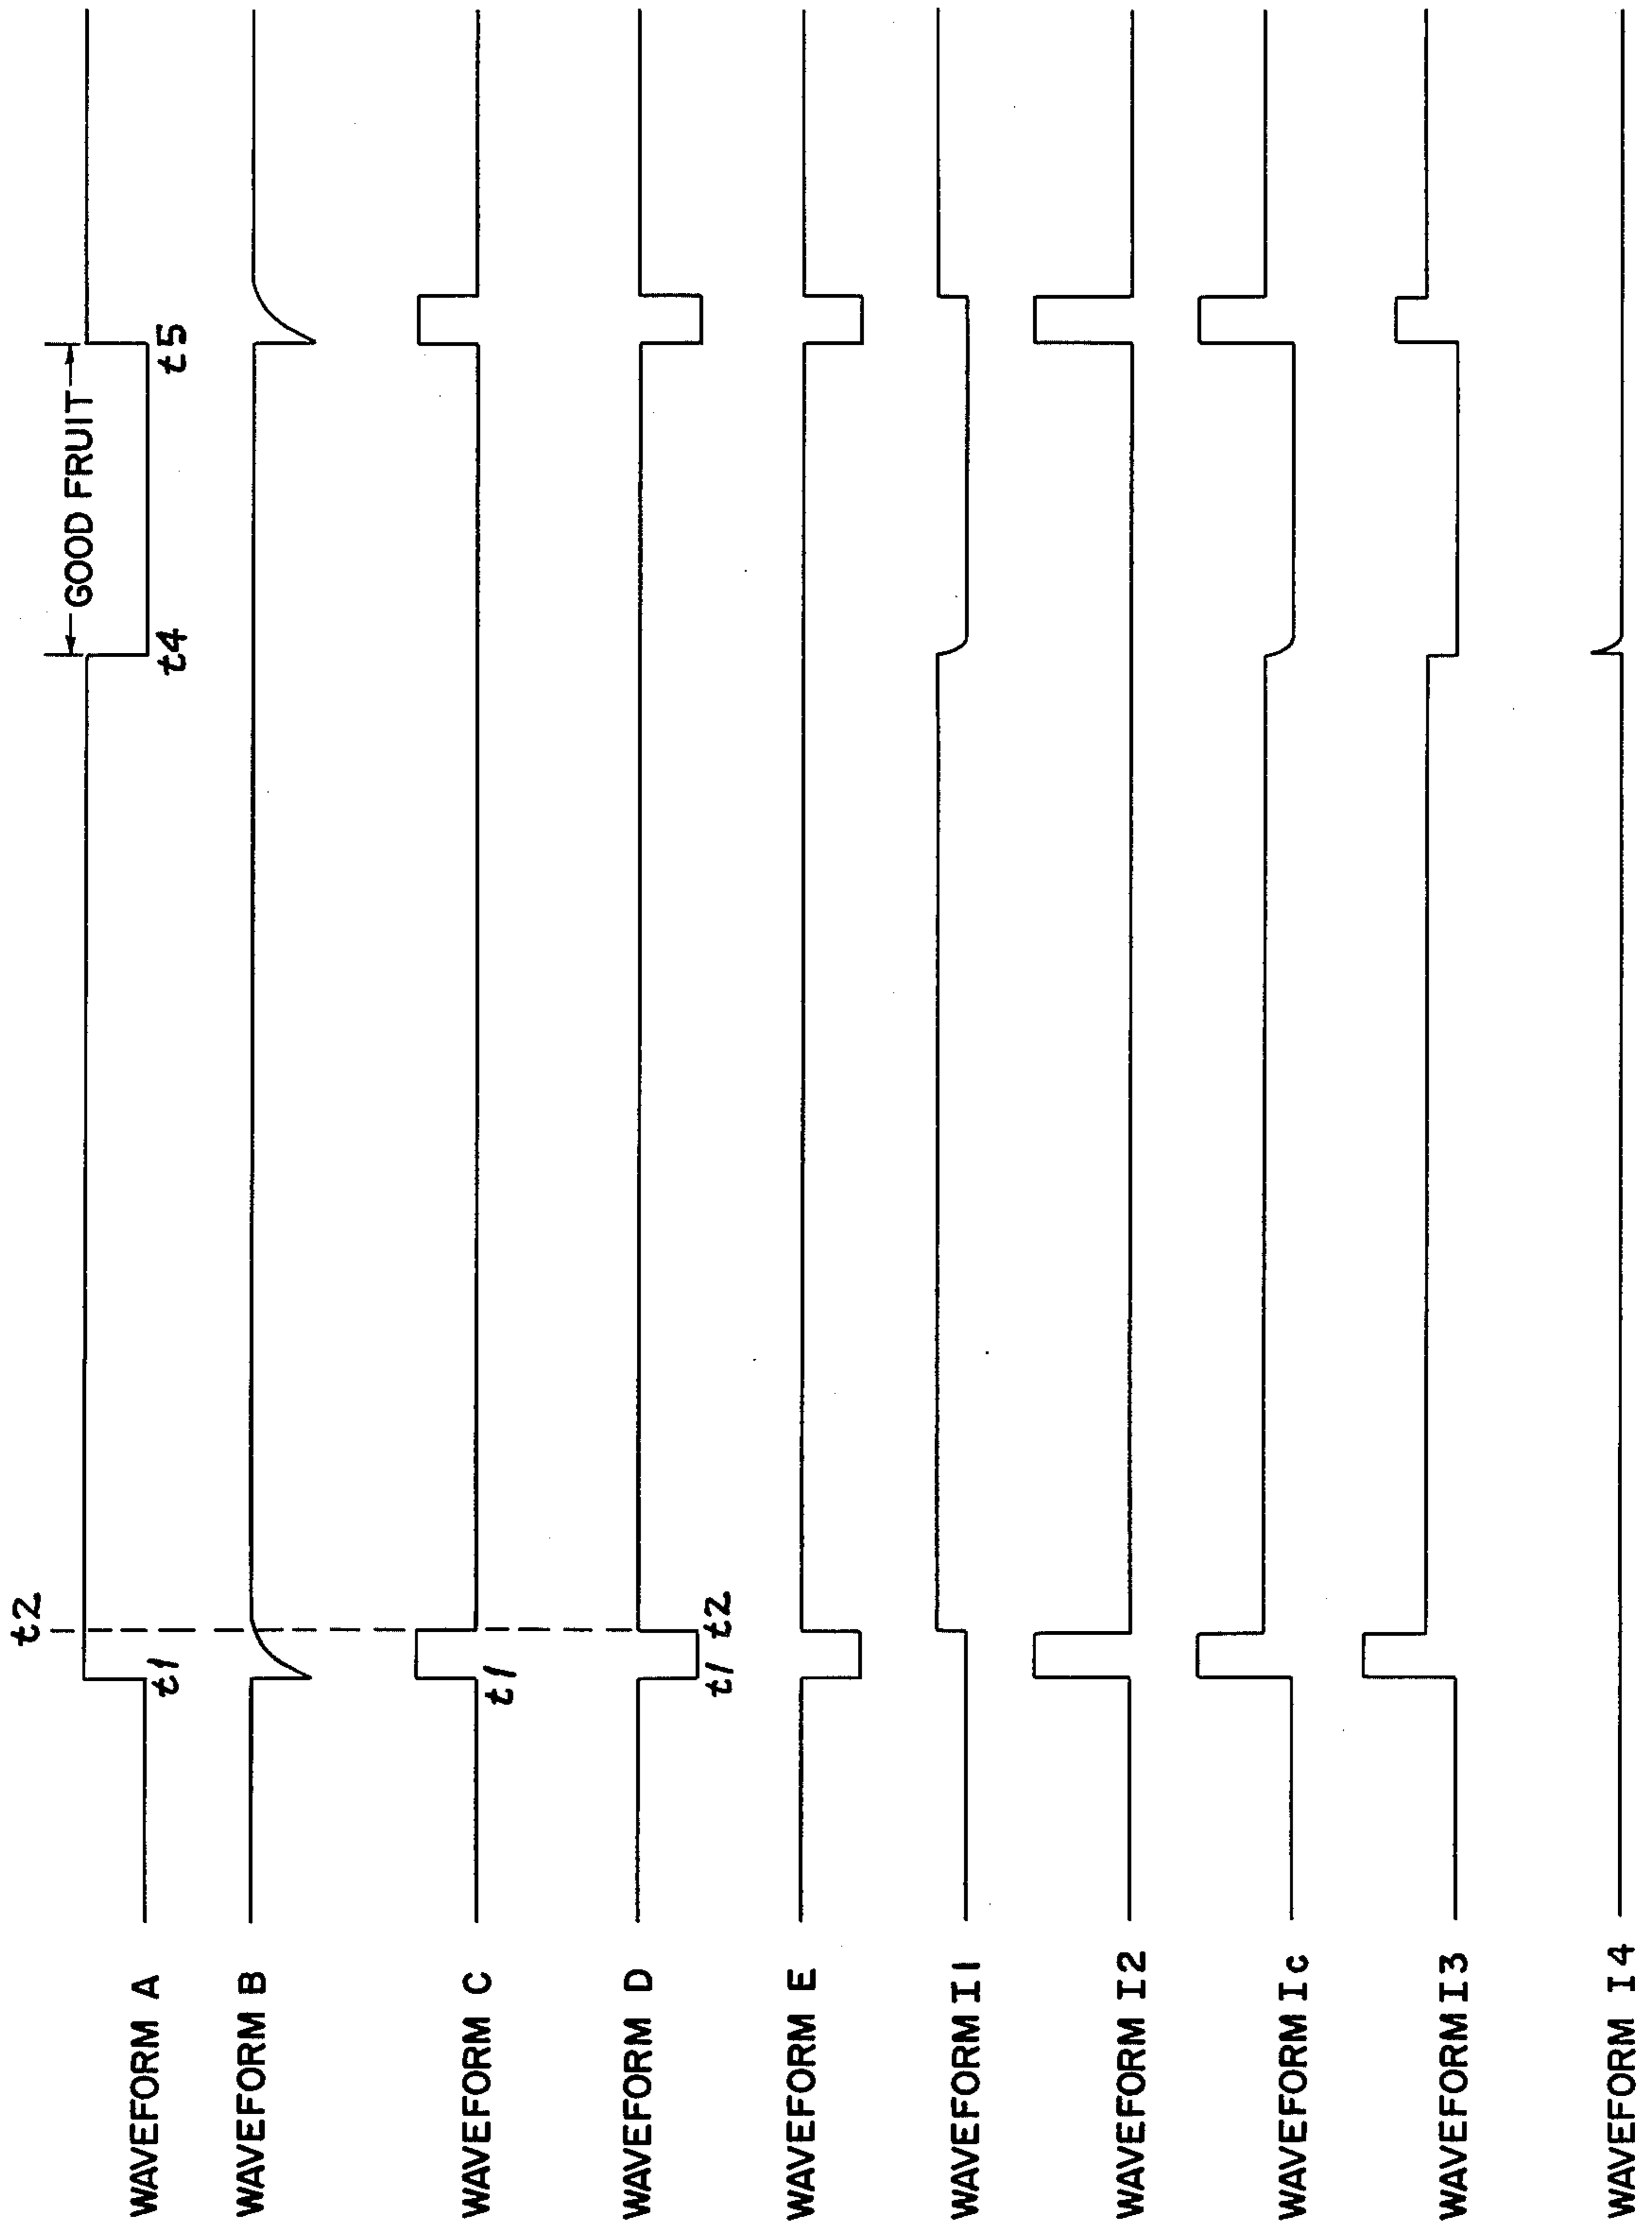 t2
GOOD FRUIT
WAVEFORM A
t1
t4
t5
WAVEFORM B
WAVEFORM C
t1
WAVEFORM D
t1
t2
WAVEFORM E
WAVEFORM I1
WAVEFORM I2
WAVEFORM Ic
WAVEFORM I3
WAVEFORM I4